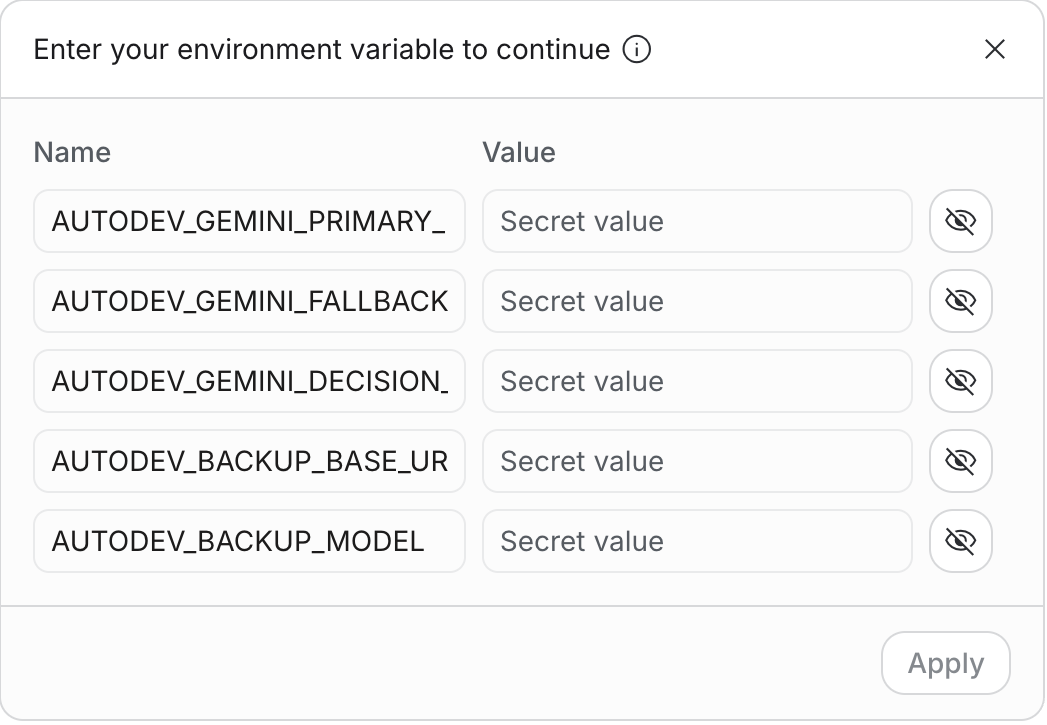 Enter your environment variable to continue
Name Value
AUTODEV_GEMINI_PRIMARY_ Secret value
AUTODEV_GEMINI_FALLBACK Secret value
AUTODEV_GEMINI_DECISION_ Secret value
AUTODEV_BACKUP_BASE_UR Secret value
AUTODEV_BACKUP_MODEL Secret value
Apply